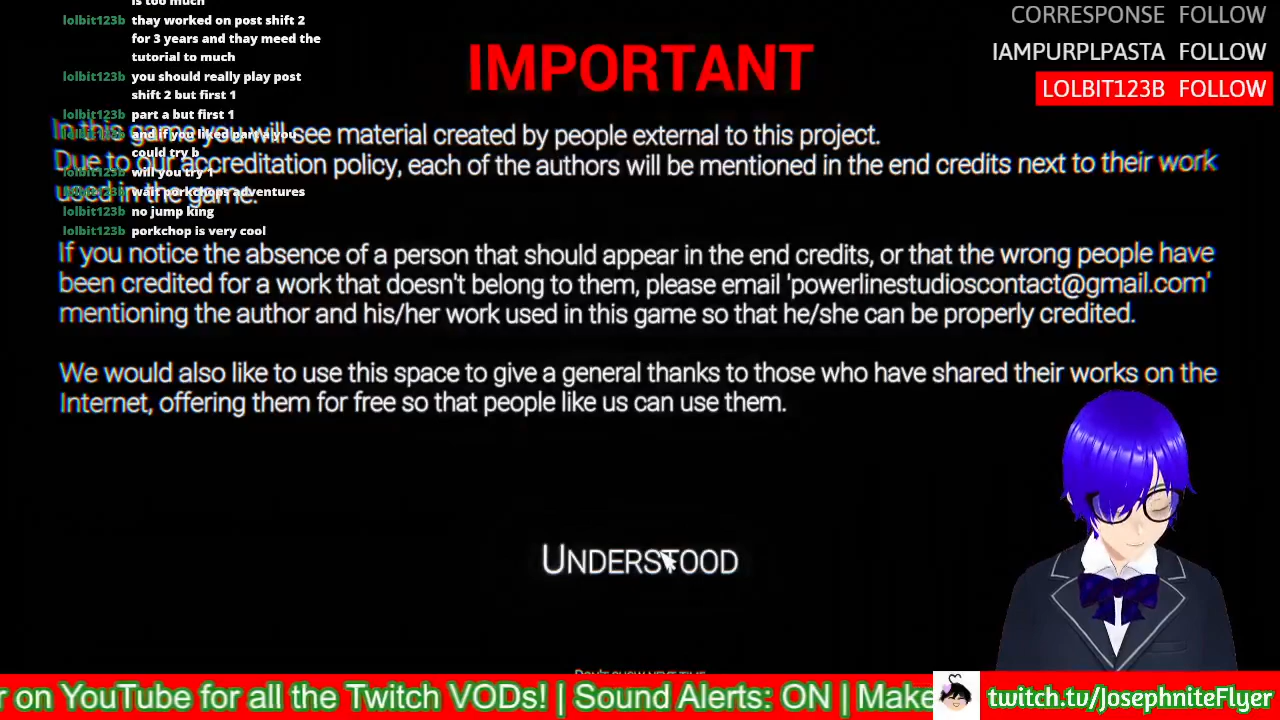 is too much
lolbit123b thay worked on post shift 2
for 3 years and thay meed the
tutorial to much
lolbit123b you should really play post
shift 2 but first 1
lolbit123b part a but first 1
lolbit123b and if you liked part a you
could try b
lolbit123b will you try 1
lolbit123b wait porkchops adventures
lolbit123b no jump king
lolbit123b porkchop is very cool
CORRESPONSE FOLLOW
IAMPURPLPASTA FOLLOW
LOLBIT123B FOLLOW
IMPORTANT
In this game you will see material created by people external to this project.
Due to our accreditation policy, each of the authors will be mentioned in the end credits next to their work
used in the game.
If you notice the absence of a person that should appear in the end credits, or that the wrong people have
been credited for a work that doesn't belong to them, please email 'powerlinestudioscontact@gmail.com'
mentioning the author and his/her work used in this game so that he/she can be properly credited.
We would also like to use this space to give a general thanks to those who have shared their works on the
Internet, offering them for free so that people like us can use them.
UNDERSTOOD
DON'T SHOW NEXT TIME
r on YouTube for all the Twitch VODs! | Sound Alerts: ON | Make
twitch.tv/JosephniteFlyer